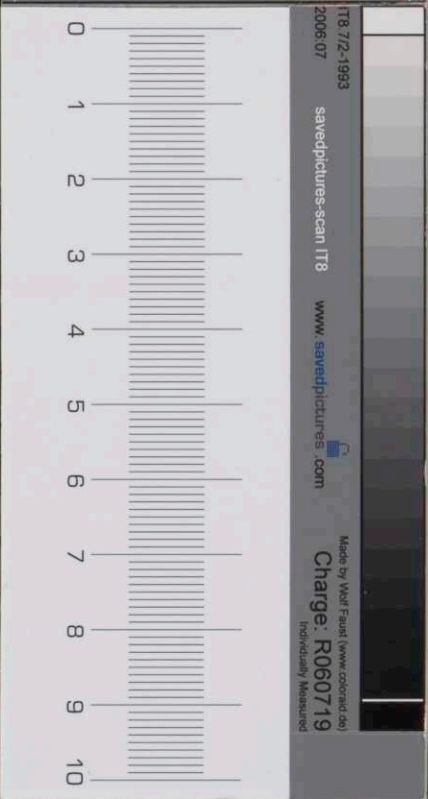 0
1
2
3
4
5
6
7
8
9
10
IT8.7/2-1993
2006:07
savedpictures-scan IT8
www.savedpictures.com
Made by Wolf Faust (www.coloraid.de)
Charge: R060719
Individually Measured